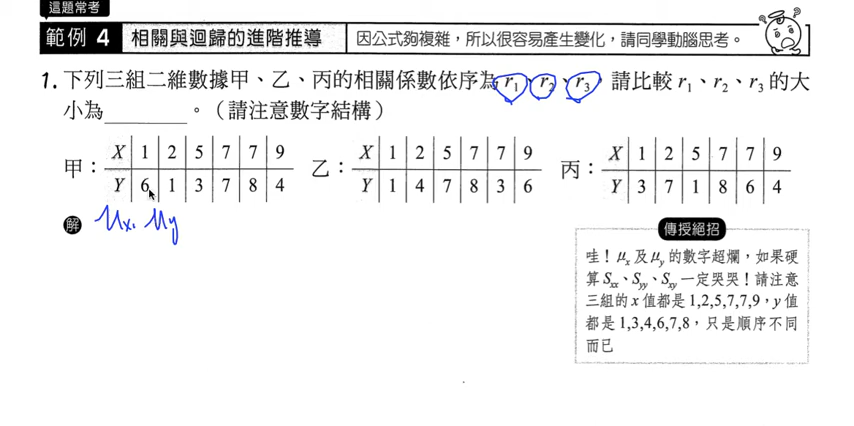 這題常考
範例 4 相關與迴歸的進階推導 因公式夠複雜，所以很容易產生變化，請同學動腦思考。
1. 下列三組二維數據甲、乙、丙的相關係數依序為 r₁、r₂、r₃ 請比較 r₁、r₂、r₃ 的大
小為________。（請注意數字結構）
甲： X 1 2 5 7 7 9 乙： X 1 2 5 7 7 9 丙： X 1 2 5 7 7 9
Y 6 1 3 7 8 4 Y 1 4 7 8 3 6 Y 3 7 1 8 6 4
解 μx. μy
傳授絕招
哇！μx 及 μy 的數字超爛，如果硬
算 Sxx、Syy、Sxy 一定哭哭！請注意
三組的 x 值都是 1,2,5,7,7,9，y 值
都是 1,3,4,6,7,8，只是順序不同
而已